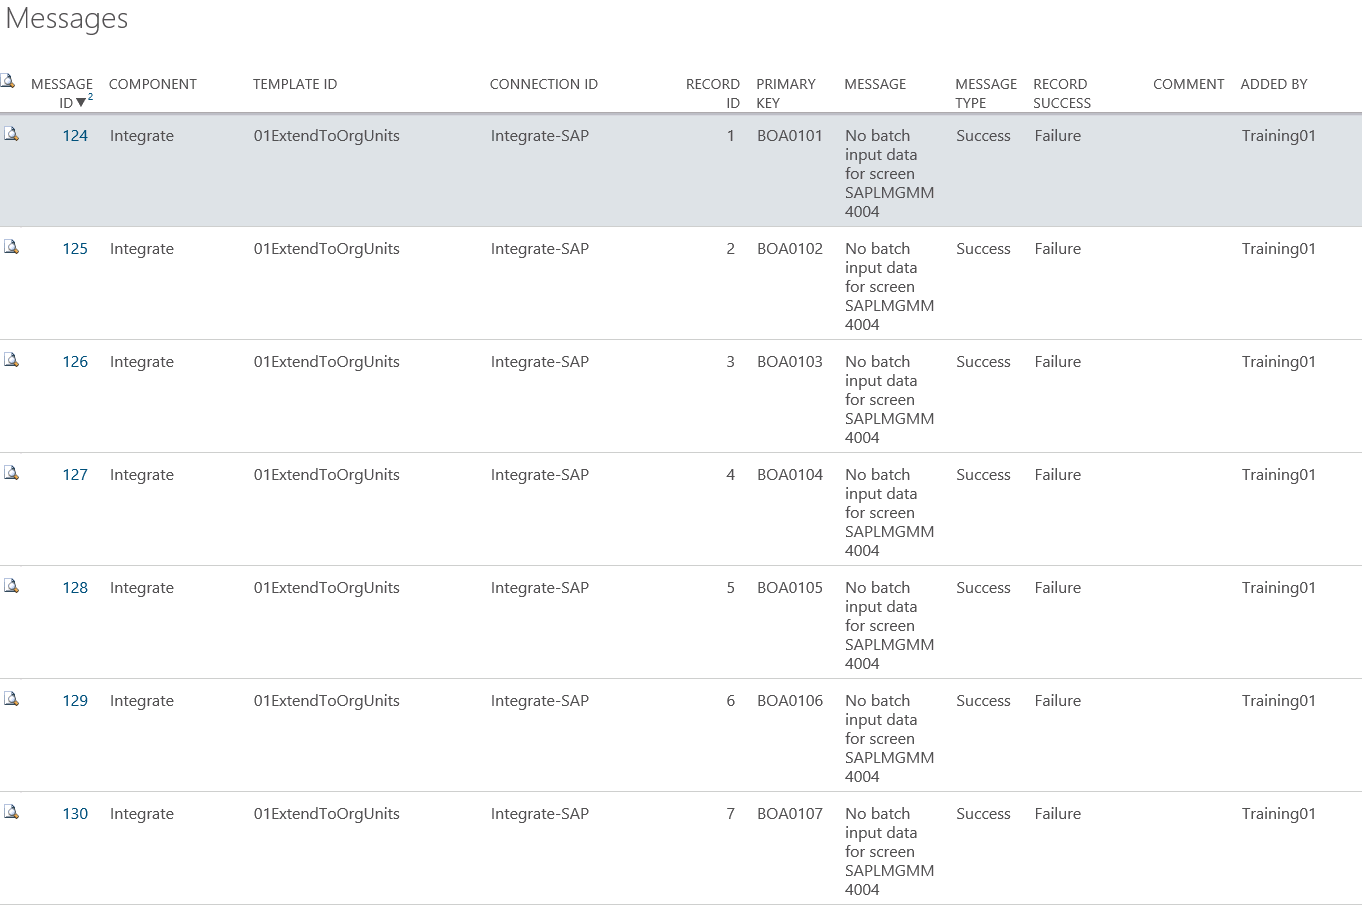 Messages
MESSAGE COMPONENT TEMPLATE ID CONNECTION ID RECORD PRIMARY MESSAGE MESSAGE RECORD COMMENT ADDED BY
ID▼2 ID KEY TYPE SUCCESS
124 Integrate 01ExtendToOrgUnits Integrate-SAP 1 BOA0101 No batch Success Failure Training01
input data
for screen
SAPLMGMM
4004
125 Integrate 01ExtendToOrgUnits Integrate-SAP 2 BOA0102 No batch Success Failure Training01
input data
for screen
SAPLMGMM
4004
126 Integrate 01ExtendToOrgUnits Integrate-SAP 3 BOA0103 No batch Success Failure Training01
input data
for screen
SAPLMGMM
4004
127 Integrate 01ExtendToOrgUnits Integrate-SAP 4 BOA0104 No batch Success Failure Training01
input data
for screen
SAPLMGMM
4004
128 Integrate 01ExtendToOrgUnits Integrate-SAP 5 BOA0105 No batch Success Failure Training01
input data
for screen
SAPLMGMM
4004
129 Integrate 01ExtendToOrgUnits Integrate-SAP 6 BOA0106 No batch Success Failure Training01
input data
for screen
SAPLMGMM
4004
130 Integrate 01ExtendToOrgUnits Integrate-SAP 7 BOA0107 No batch Success Failure Training01
input data
for screen
SAPLMGMM
4004